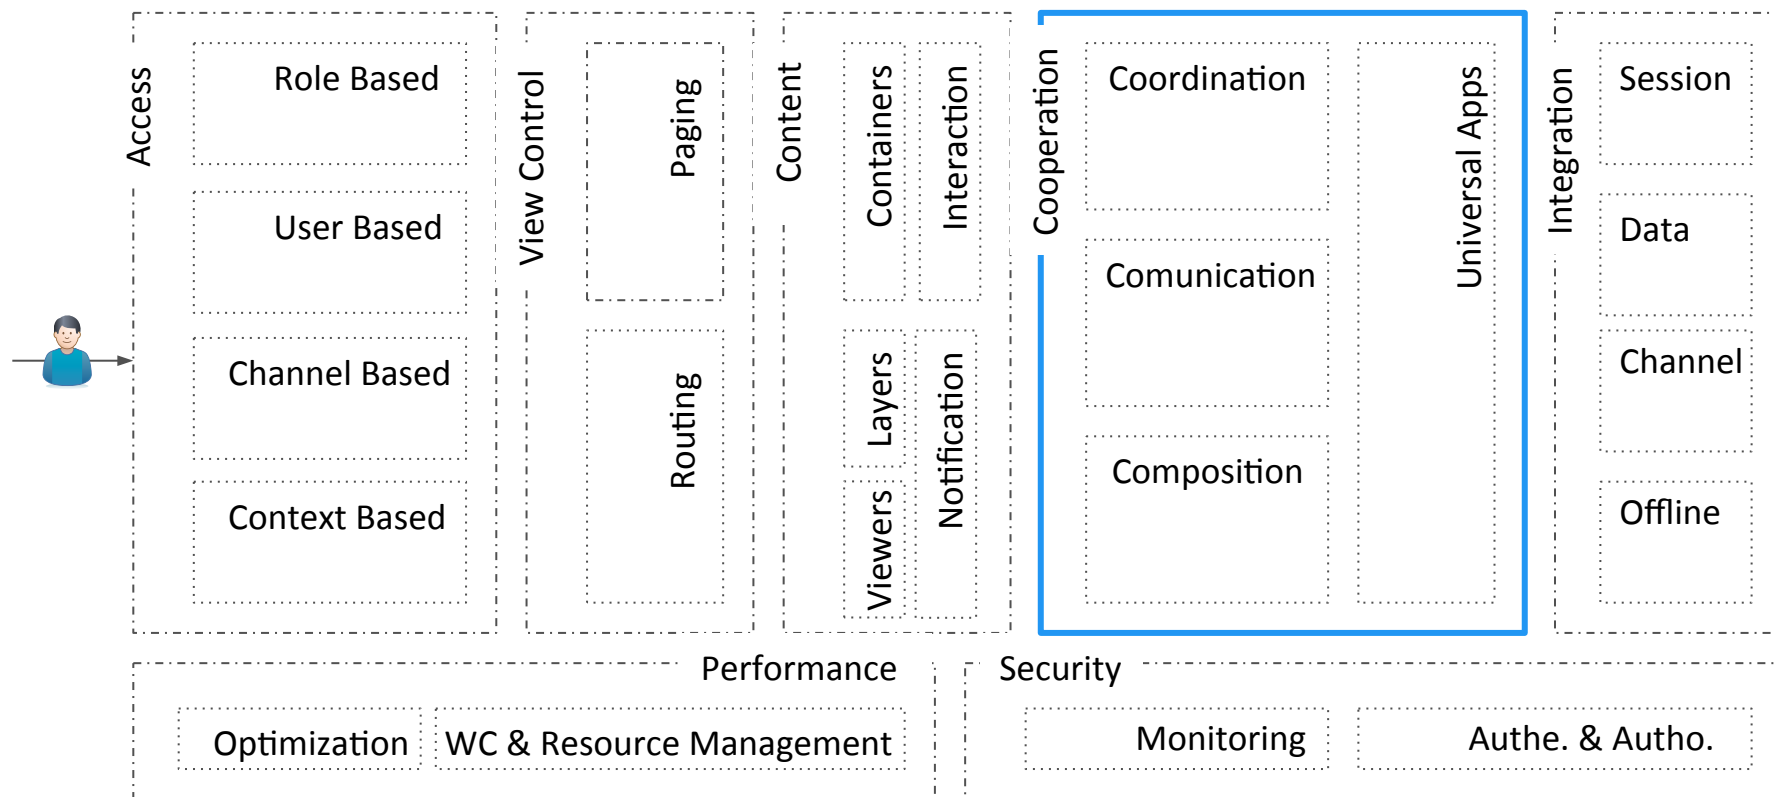 Access
Role Based
User Based
Channel Based
Context Based
View Control
Paging
Routing
Content
Containers
Interaction
Layers
Viewers
Notification
Cooperation
Coordination
Comunication
Composition
Universal Apps
Integration
Session
Data
Channel
Offline
Performance
Optimization
WC & Resource Management
Security
Monitoring
Authe. & Autho.